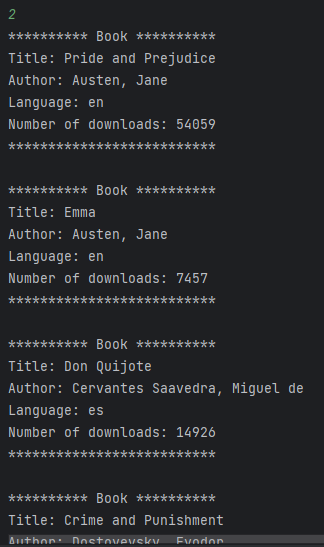 2
********** Book **********
Title: Pride and Prejudice
Author: Austen, Jane
Language: en
Number of downloads: 54059
**************************
********** Book **********
Title: Emma
Author: Austen, Jane
Language: en
Number of downloads: 7457
**************************
********** Book **********
Title: Don Quijote
Author: Cervantes Saavedra, Miguel de
Language: es
Number of downloads: 14926
**************************
********** Book **********
Title: Crime and Punishment
Author: Dostoyevsky, Fyodor